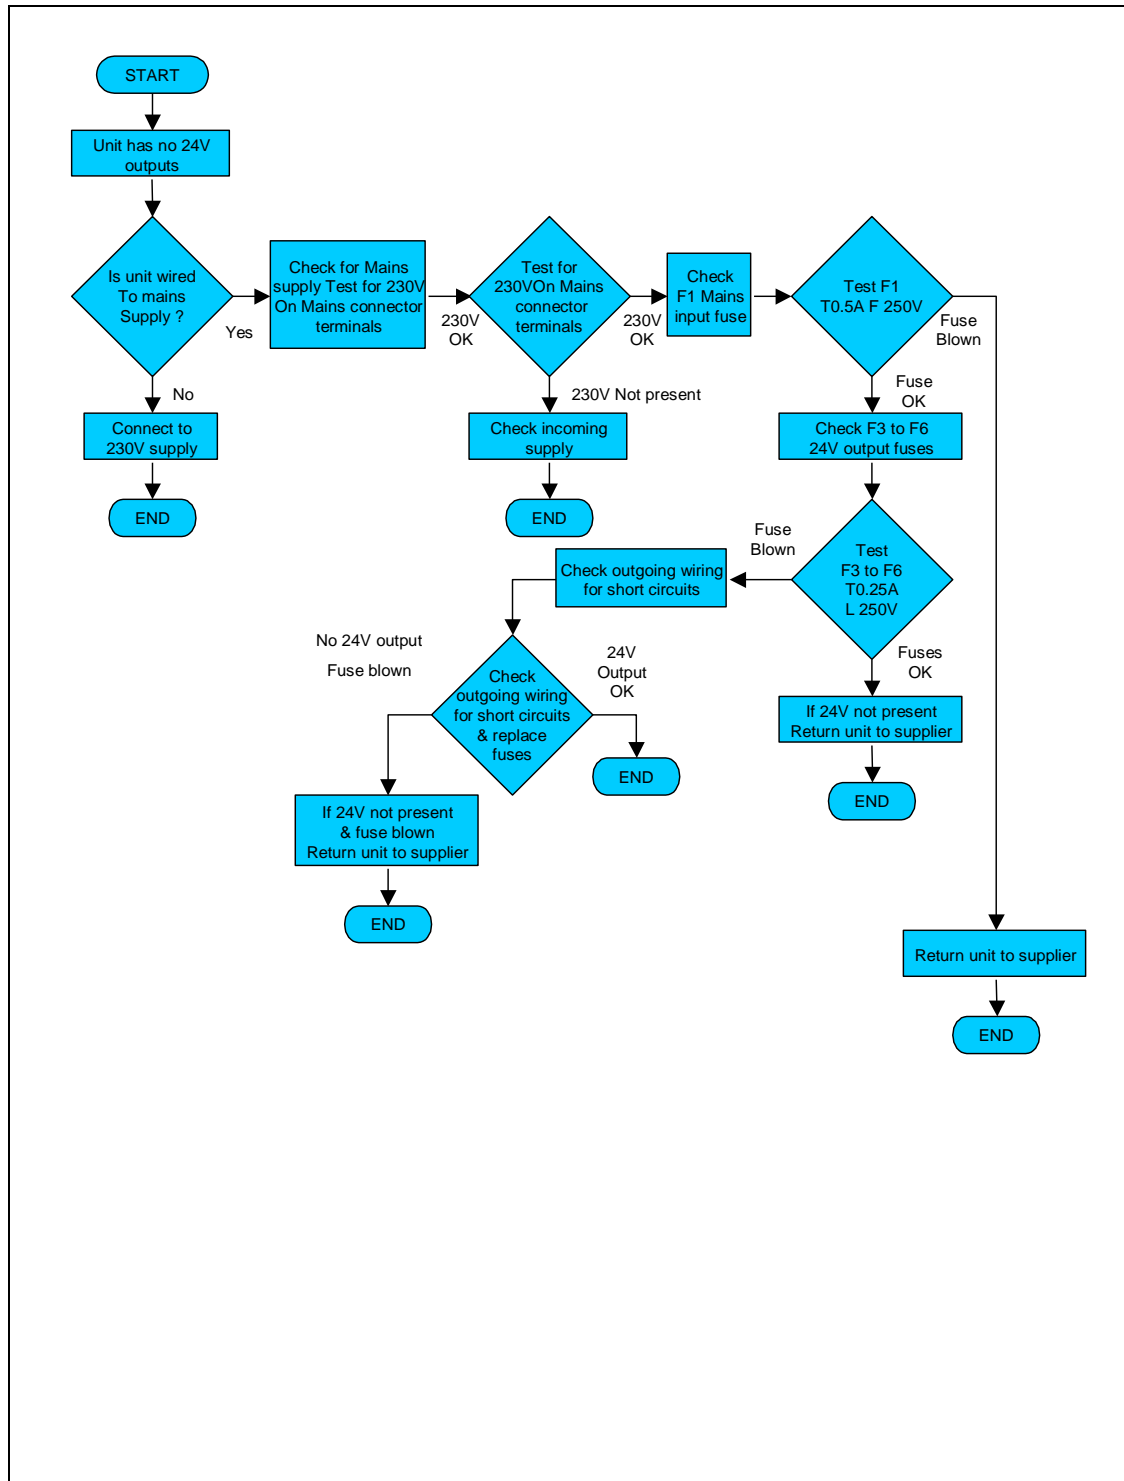 START
Unit has no 24V
outputs
Is unit wired
To mains
Supply ?
Yes
No
Connect to
230V supply
END
Check for Mains
supply Test for 230V
On Mains connector
terminals
230V
OK
Test for
230VOn Mains
connector
terminals
230V
OK
230V Not present
Check incoming
supply
END
Check
F1 Mains
input fuse
Test F1
T0.5A F 250V
Fuse
Blown
Fuse
OK
Check F3 to F6
24V output fuses
Test
F3 to F6
T0.25A
L 250V
Fuse
Blown
Check outgoing wiring
for short circuits
Fuses
OK
If 24V not present
Return unit to supplier
END
No 24V output
Fuse blown
Check
outgoing wiring
for short circuits
& replace
fuses
24V
Output
OK
END
If 24V not present
& fuse blown
Return unit to supplier
END
Return unit to supplier
END